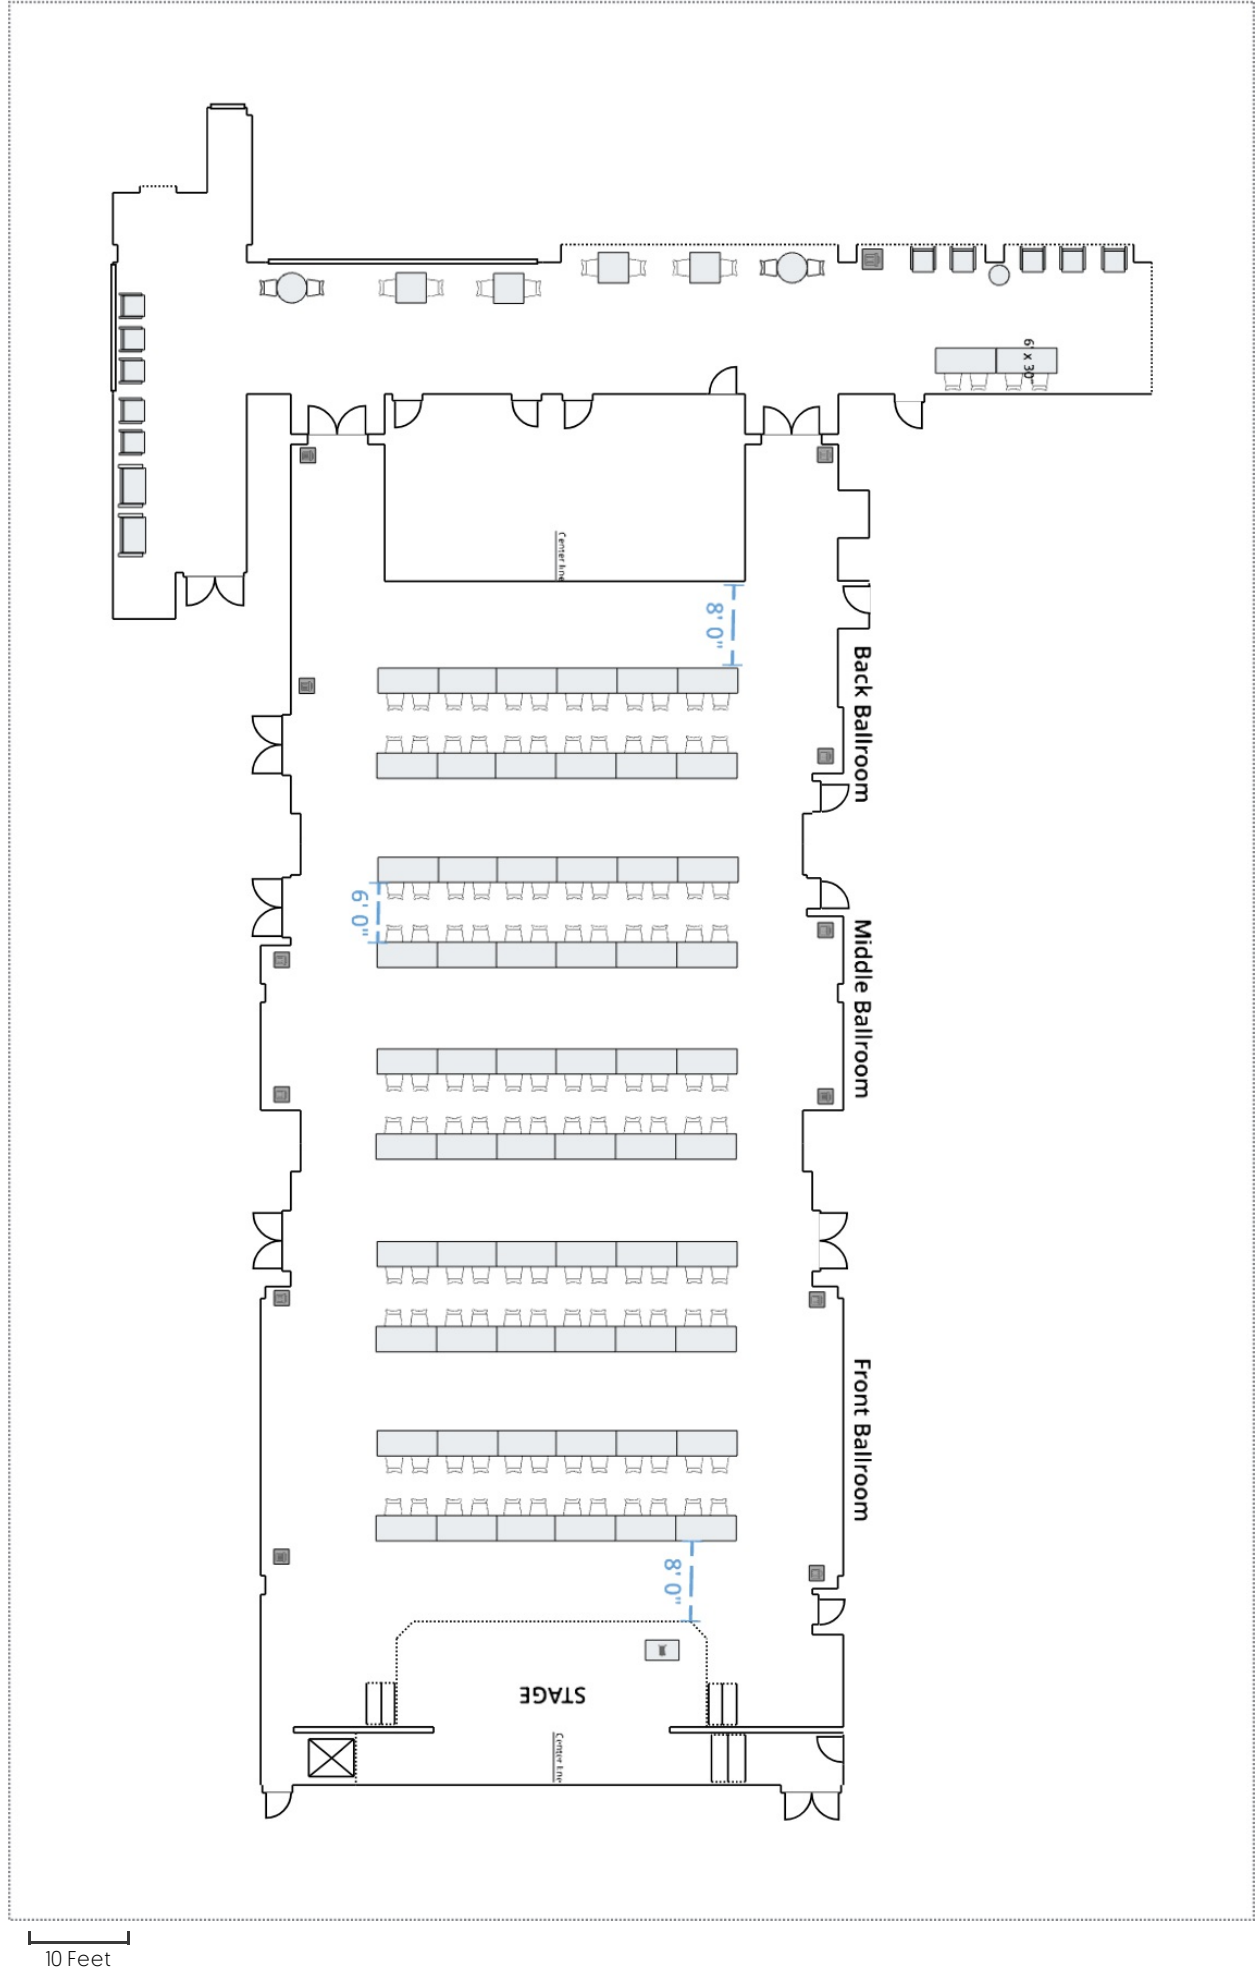 6' x 30"
Center line
8' 0"
Back Ballroom
6' 0"
Middle Ballroom
Front Ballroom
8' 0"
STAGE
Center line
10 Feet